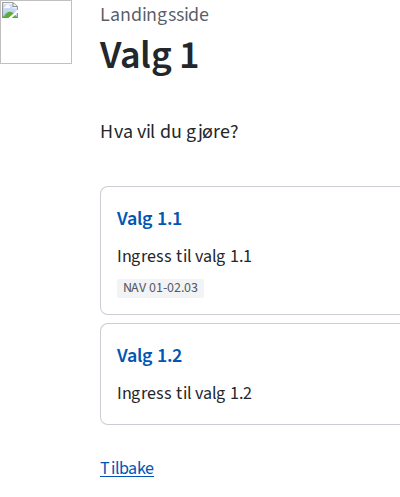 Landingsside
Valg 1
Hva vil du gjøre?
Valg 1.1
Ingress til valg 1.1
NAV 01-02.03
Valg 1.2
Ingress til valg 1.2
Tilbake